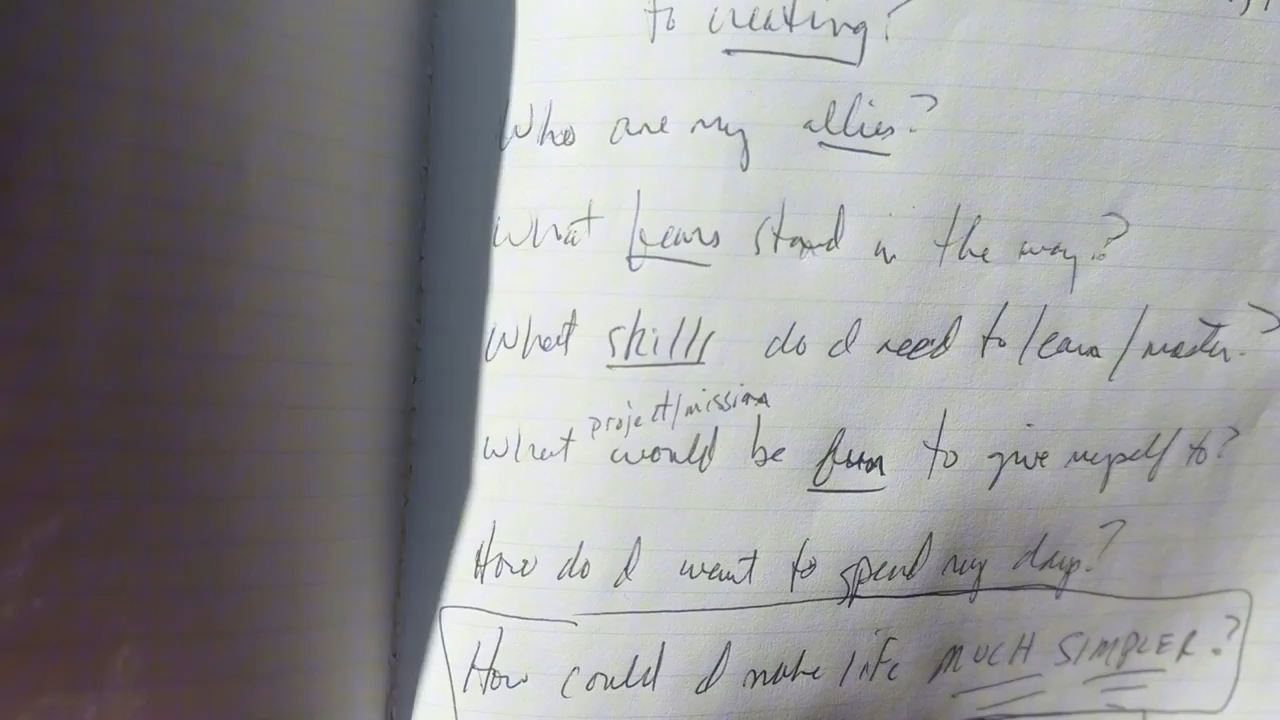 to creating?
Who are my allies?
What fears stand in the way?
What skills do I need to learn/master?
project/mission
What would be fun to give myself to?
How do I want to spend my days?
How could I make life MUCH SIMPLER?